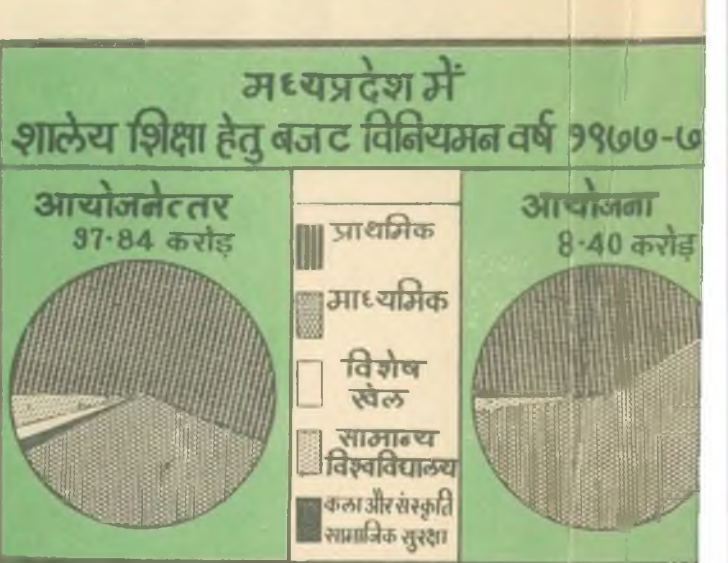 मध्यप्रदेश में
शालेय शिक्षा हेतु बजट विनियमन वर्ष १९७७-७
आयोजनेत्तर
97·84 करोड़
प्राथमिक
माध्यमिक
विशेष
खेल
सामान्य
विश्वविद्यालय
कला और संस्कृति
सामाजिक सुरक्षा
आयोजना
8·40 करोड़